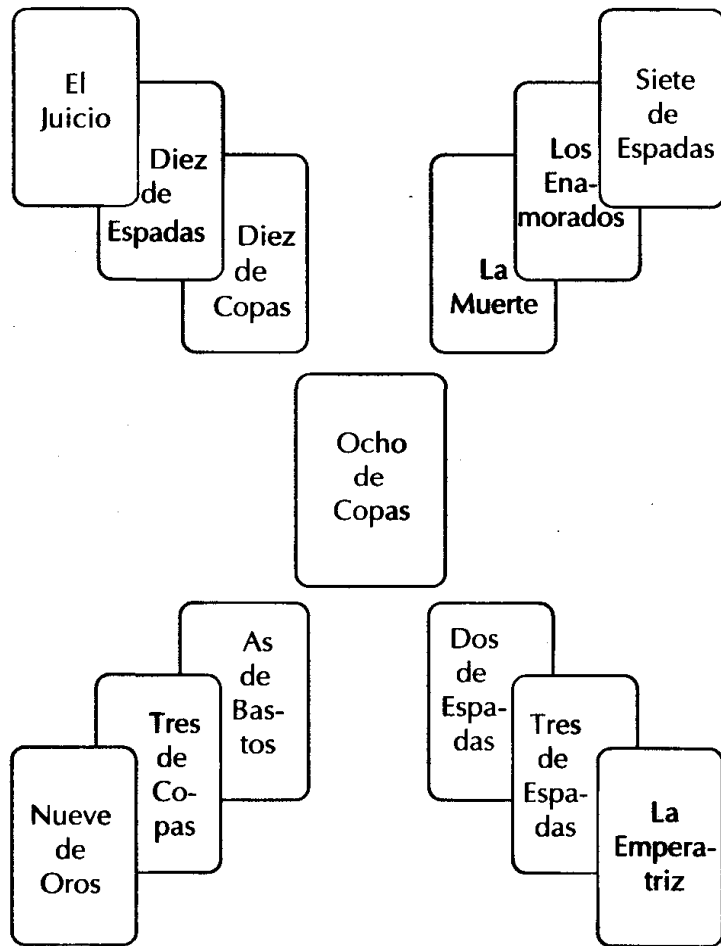 El
Juicio
Diez
de
Espadas
Diez
de
Copas
Siete
de
Espadas
Los
Ena-
morados
La
Muerte
Ocho
de
Copas
As
de
Bas-
tos
Tres
de
Co-
pas
Nueve
de
Oros
Dos
de
Espa-
das
Tres
de
Espa-
das
La
Empera-
triz